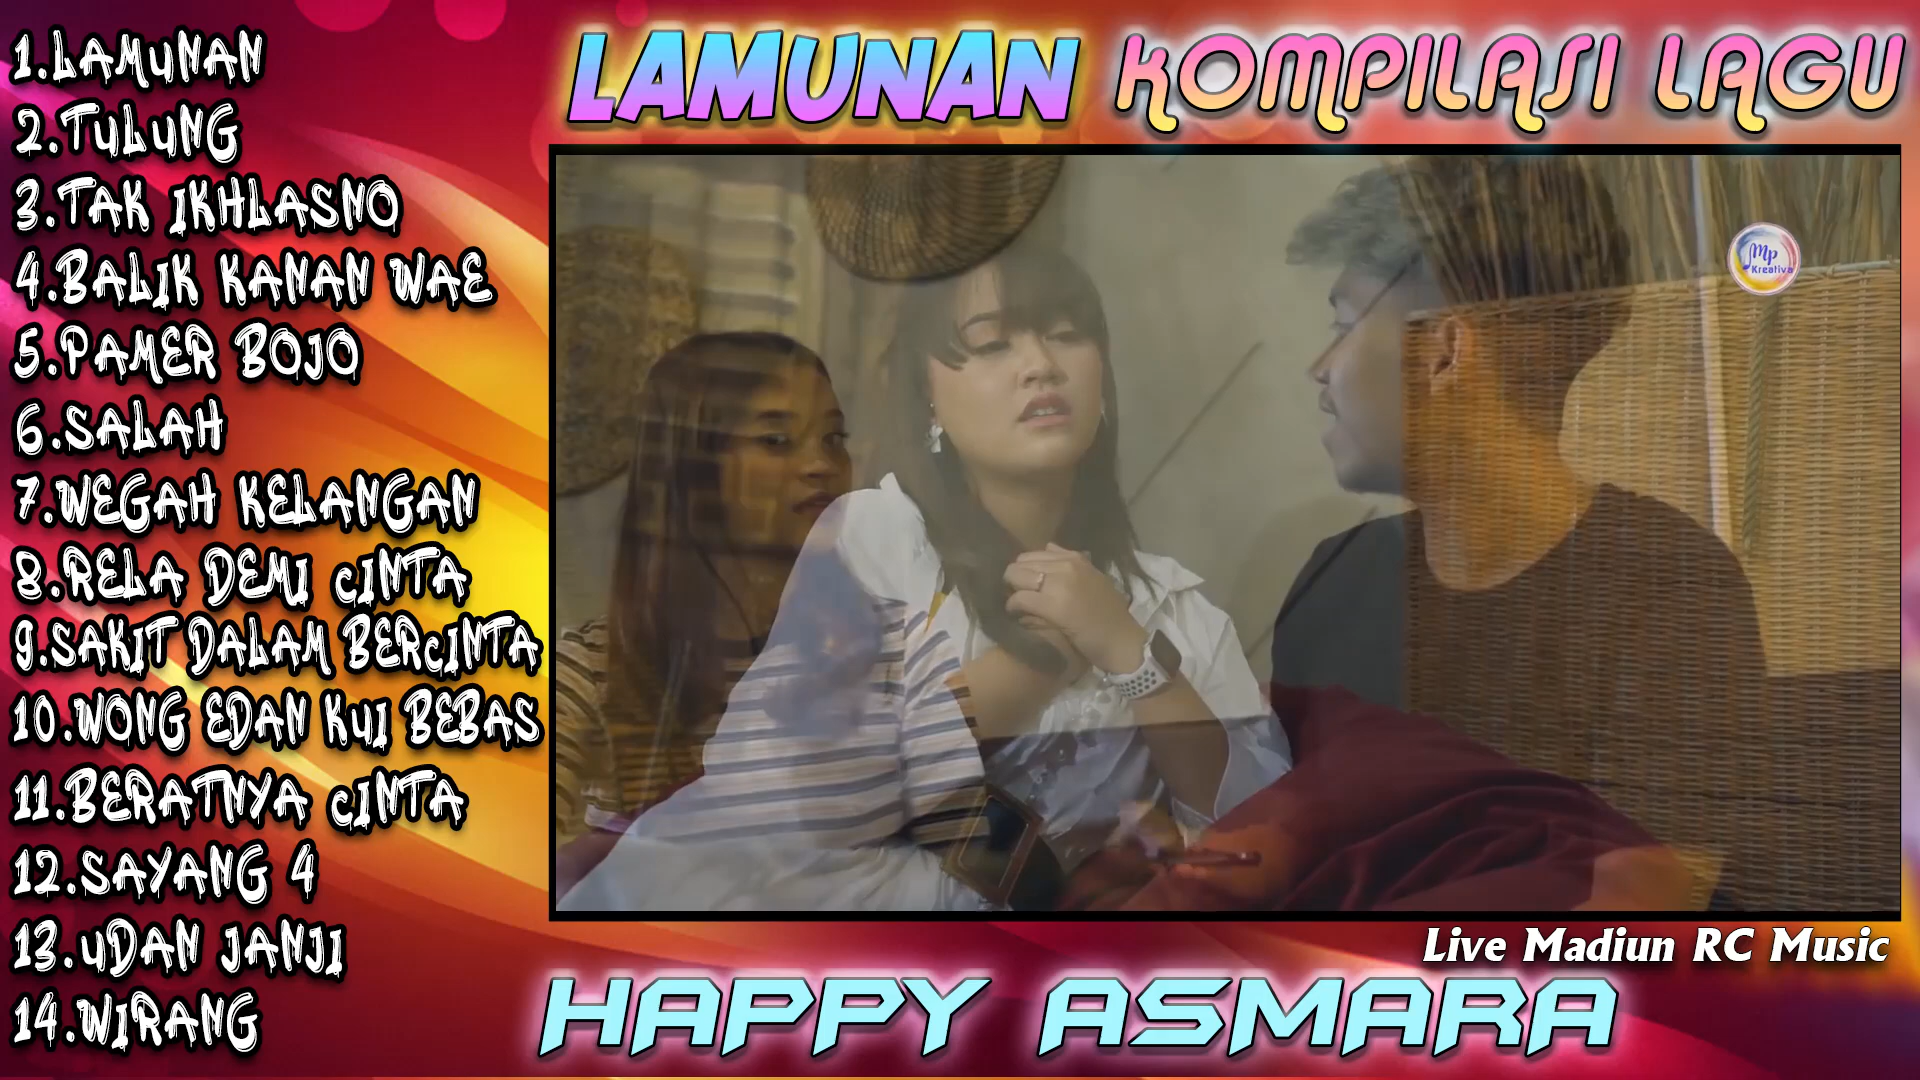 LAMUNAN KOMPILASI LAGU
1.LAMUNAN
2.TULUNG
3.TAK IKHLASNO
4.BALIK KANAN WAE
5.PAMER BOJO
6.SALAH
7.WEGAH KELANGAN
8.RELA DEMI CINTA
9.SAKIT DALAM BERCINTA
10.WONG EDAN KUI BEBAS
11.BERATNYA CINTA
12.SAYANG 4
13.UDAN JANJI
14.WIRANG
Mp
Kreativa
Live Madiun RC Music
HAPPY ASMARA